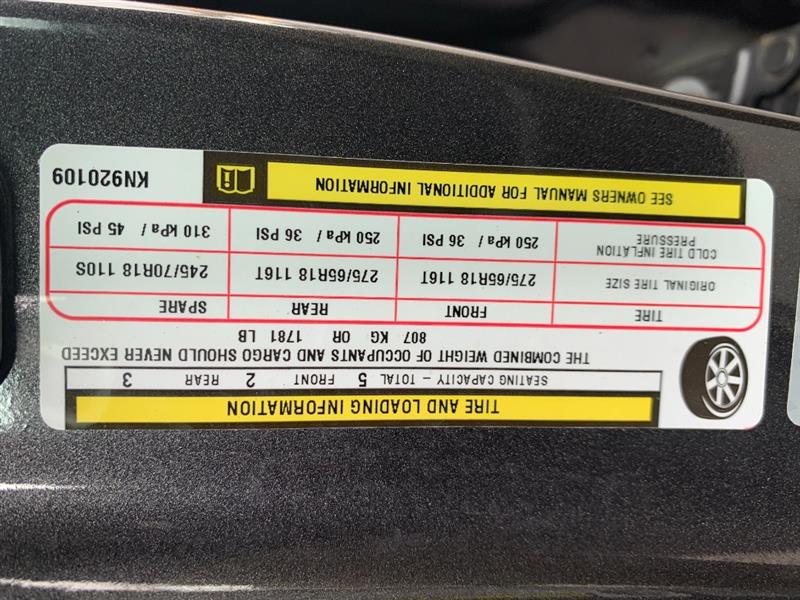 TIRE AND LOADING INFORMATION
SEATING CAPACITY – TOTAL 5 FRONT 2 REAR 3
THE COMBINED WEIGHT OF OCCUPANTS AND CARGO SHOULD NEVER EXCEED
807 KG OR 1781 LB
TIRE FRONT REAR SPARE
ORIGINAL TIRE SIZE 275/65R18 116T 275/65R18 116T 245/70R18 110S
COLD TIRE INFLATION PRESSURE 250 kPa / 36 PSI 250 kPa / 36 PSI 310 kPa / 45 PSI
SEE OWNERS MANUAL FOR ADDITIONAL INFORMATION
KN920109